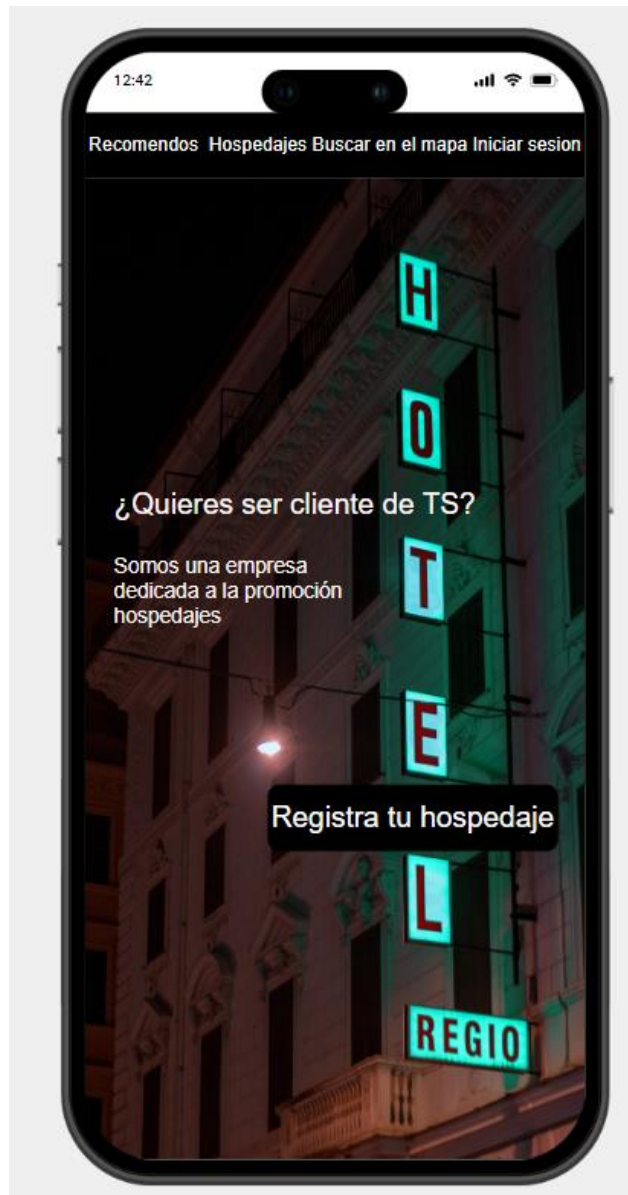 12:42
Recomendos Hospedajes Buscar en el mapa Iniciar sesion
HOTEL
¿Quieres ser cliente de TS?
Somos una empresa
dedicada a la promoción
hospedajes
Registra tu hospedaje
REGIO